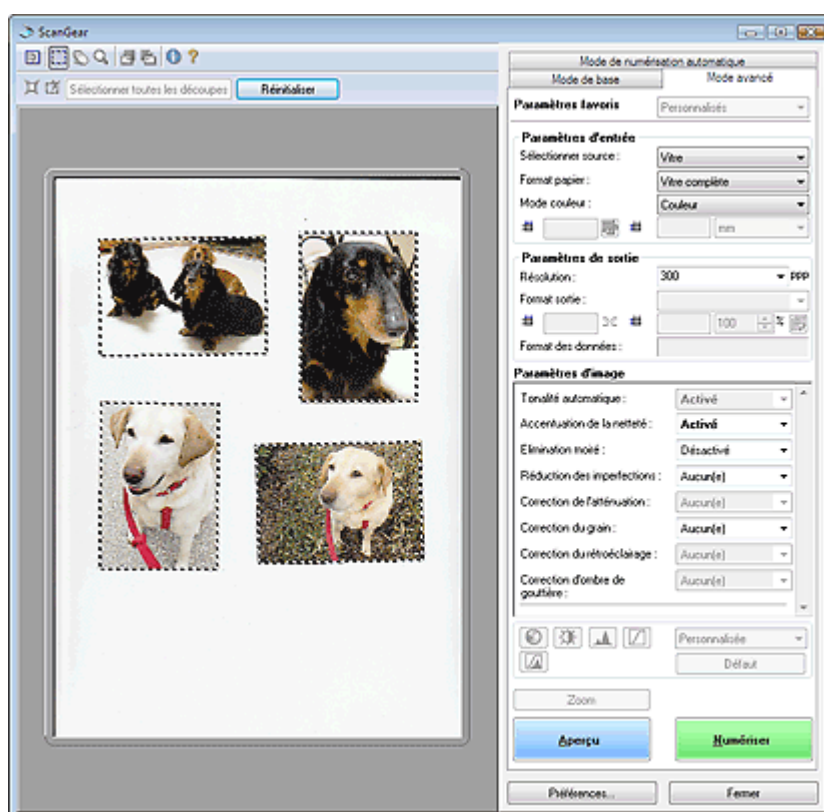 ScanGear
Sélectionner toutes les découpes Réinitialiser
Mode de numérisation automatique
Mode de base Mode avancé
Paramètres favoris Personnalisés
Paramètres d'entrée
Sélectionner source : Vitre
Format papier : Vitre complète
Mode couleur : Couleur
mm
Paramètres de sortie
Résolution : 300 PPP
Format sortie :
100 %
Format des données :
Paramètres d'image
Tonalité automatique : Activé
Accentuation de la netteté : Activé
Elimination moiré : Désactivé
Réduction des imperfections : Aucun(e)
Correction de l'atténuation : Aucun(e)
Correction du grain : Aucun(e)
Correction du rétroéclairage : Aucun(e)
Correction d'ombre de
gouttière : Aucun(e)
Personnalisée
Défaut
Zoom
Aperçu Numériser
Préférences... Fermer